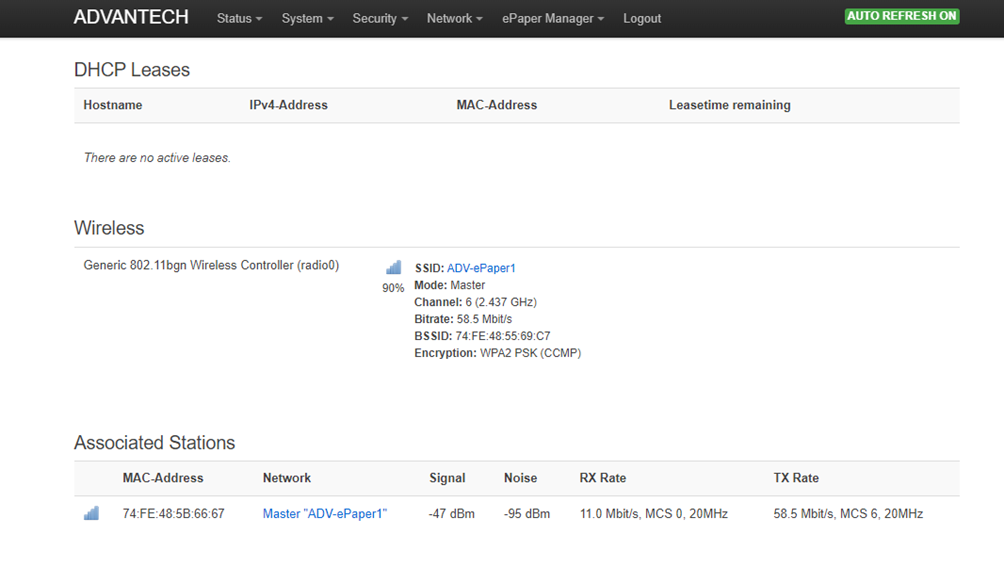 ADVANTECH Status System Security Network ePaper Manager Logout AUTO REFRESH ON
DHCP Leases
Hostname IPv4-Address MAC-Address Leasetime remaining
There are no active leases.
Wireless
Generic 802.11bgn Wireless Controller (radio0) SSID: ADV-ePaper1
90% Mode: Master
Channel: 6 (2.437 GHz)
Bitrate: 58.5 Mbit/s
BSSID: 74:FE:48:55:69:C7
Encryption: WPA2 PSK (CCMP)
Associated Stations
MAC-Address Network Signal Noise RX Rate TX Rate
74:FE:48:5B:66:67 Master "ADV-ePaper1" -47 dBm -95 dBm 11.0 Mbit/s, MCS 0, 20MHz 58.5 Mbit/s, MCS 6, 20MHz